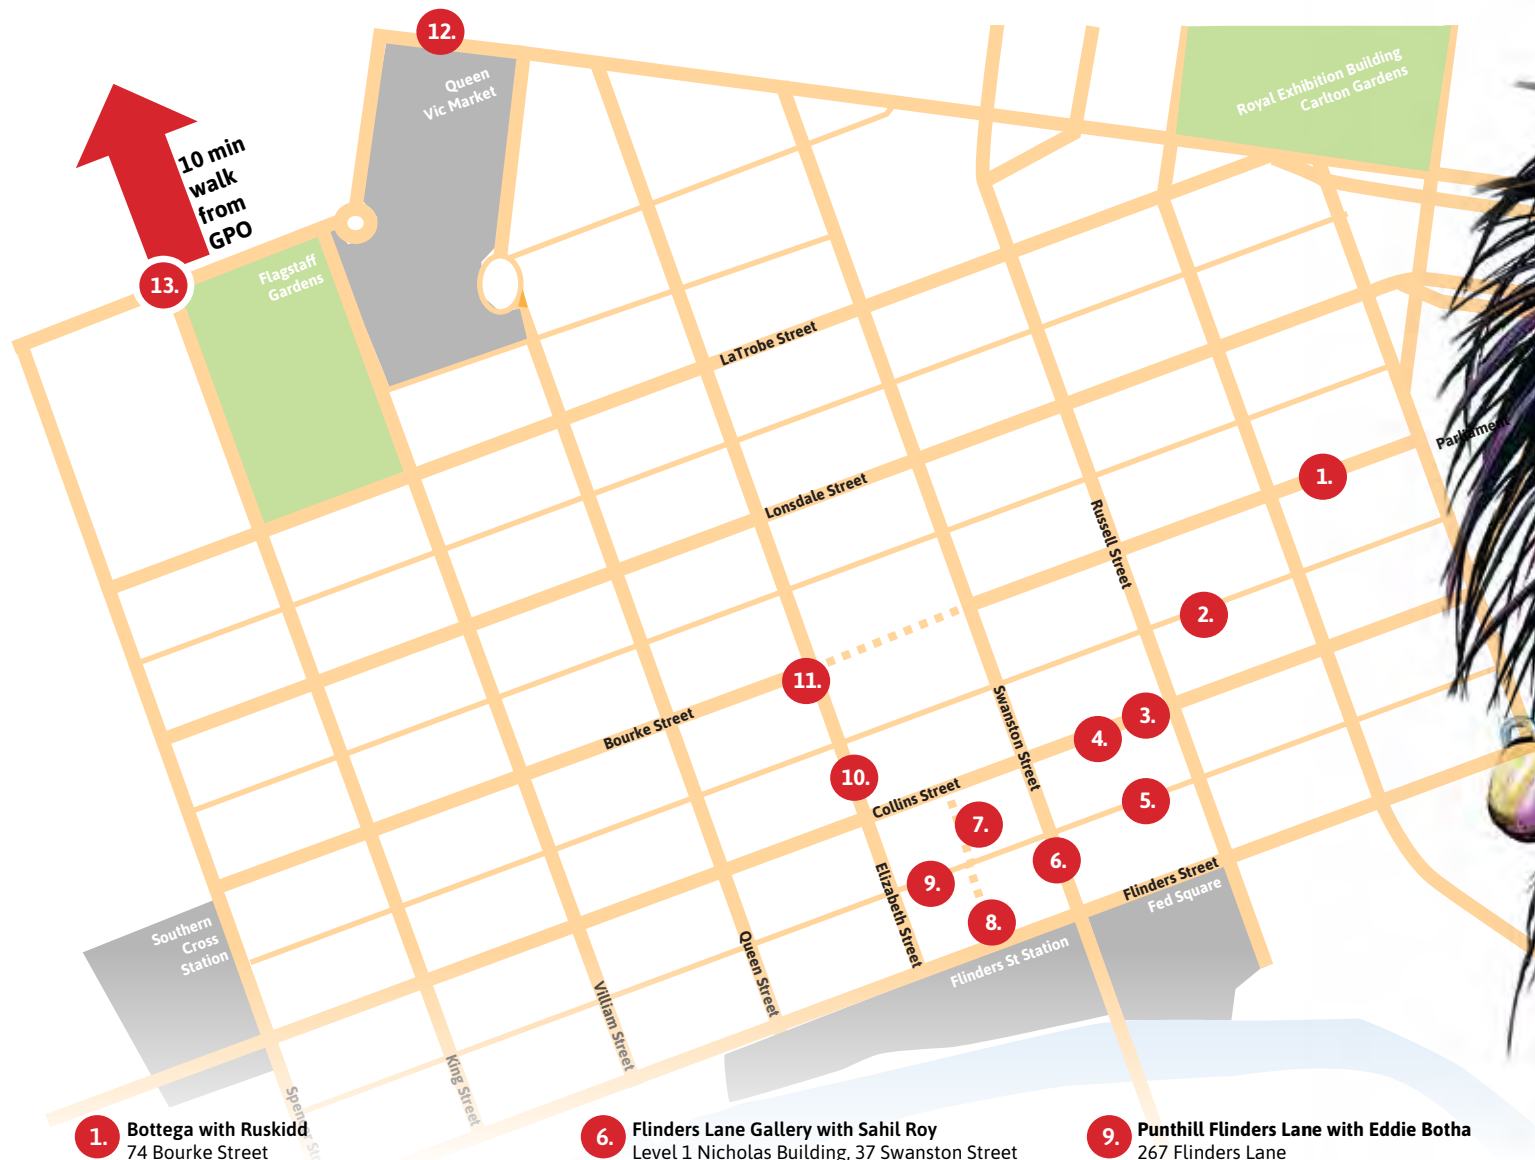 12.
Queen
Vic Market
Royal Exhibition Building
Carlton Gardens
10 min
walk
from
GPO
13.
Flagstaff
Gardens
LaTrobe Street
Parliament
1.
Lonsdale Street
Russell Street
2.
11.
Swanston Street
3.
Bourke Street
4.
10.
Collins Street
5.
7.
6.
9.
Elizabeth Street
Flinders Street
Fed Square
8.
Southern
Cross
Station
Queen Street
Flinders St Station
Villiam Street
King Street
1. Bottega with Ruskidd
74 Bourke Street
6. Flinders Lane Gallery with Sahil Roy
Level 1 Nicholas Building, 37 Swanston Street
9. Punthill Flinders Lane with Eddie Botha
267 Flinders Lane